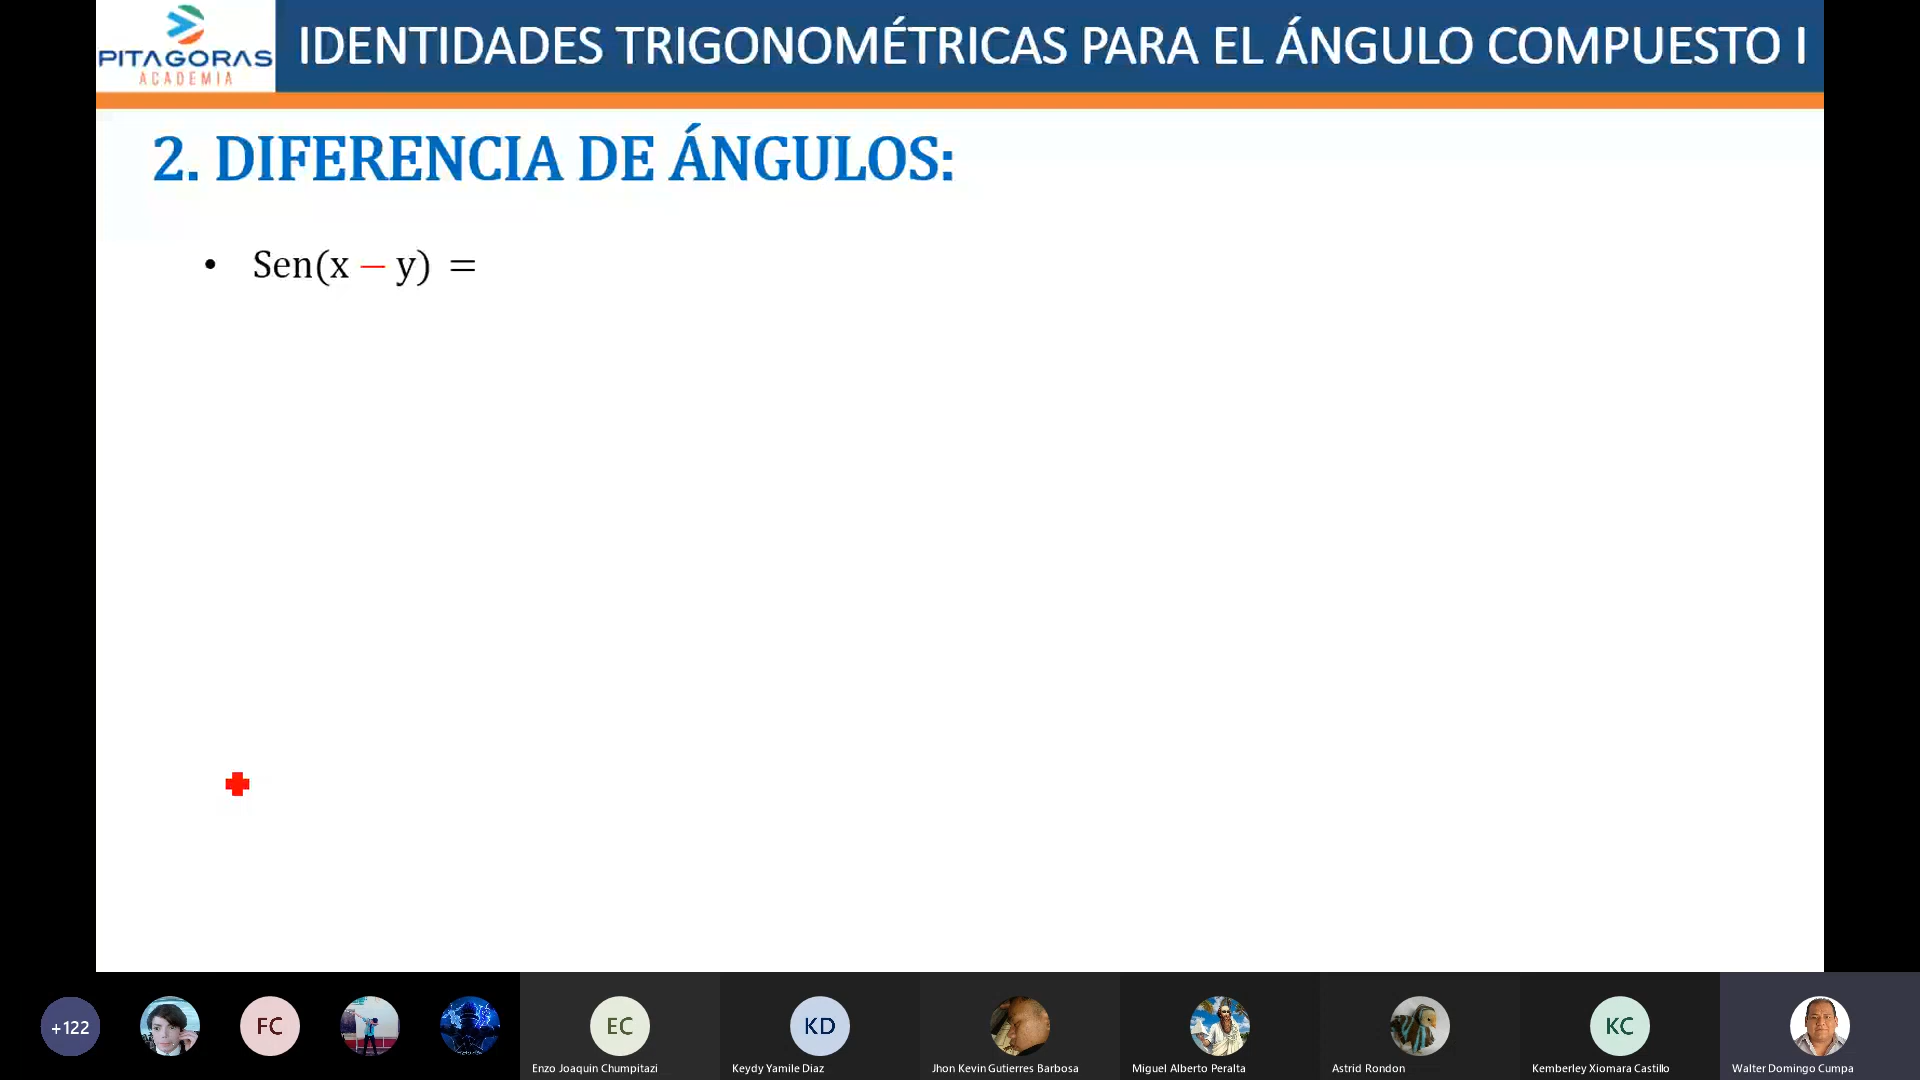 PITAGORAS
ACADEMIA
IDENTIDADES TRIGONOMÉTRICAS PARA EL ÁNGULO COMPUESTO I
2. DIFERENCIA DE ÁNGULOS:
• Sen(x − y) =
+122
FC
EC
KD
KC
Enzo Joaquin Chumpitazi
Keydy Yamile Diaz
Jhon Kevin Gutierres Barbosa
Miguel Alberto Peralta
Astrid Rondon
Kemberley Xiomara Castillo
Walter Domingo Cumpa